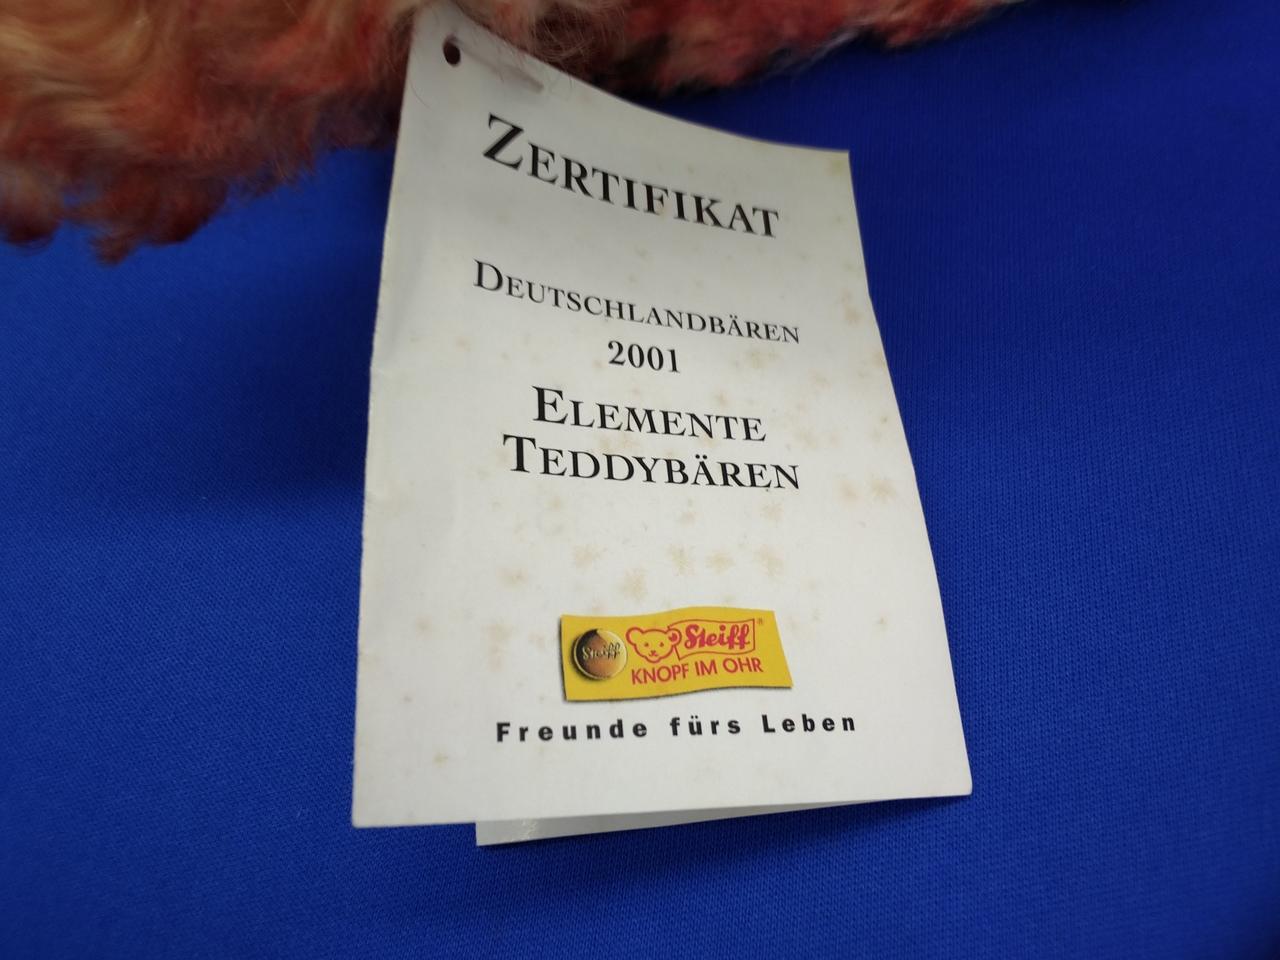 ZERTIFIKAT
DEUTSCHLANDBÄREN
2001
ELEMENTE
TEDDYBÄREN
Steiff Steiff®
KNOPF IM OHR
Freunde fürs Leben